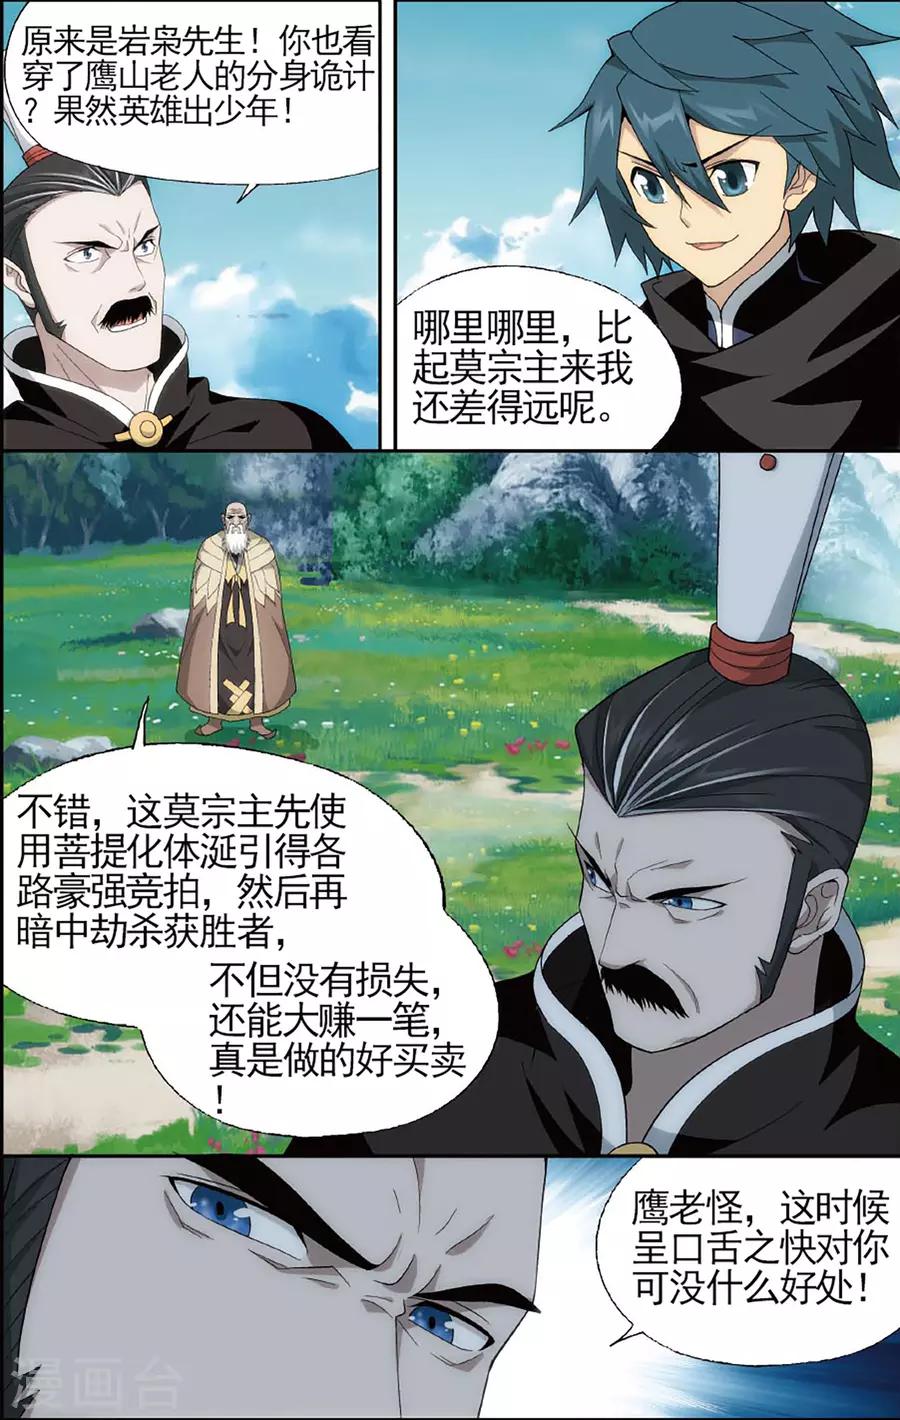 原来是岩枭先生！你也看
穿了鹰山老人的分身诡计
？果然英雄出少年！
哪里哪里，比
起莫宗主来我
还差得远呢。
不错，这莫宗主先使
用菩提化体涎引得各
路豪强竞拍，然后再
暗中劫杀获胜者，
不但没有损失，
还能大赚一笔，
真是做的好买卖
！
鹰老怪，这时候
呈口舌之快对你
可没什么好处！
漫画台